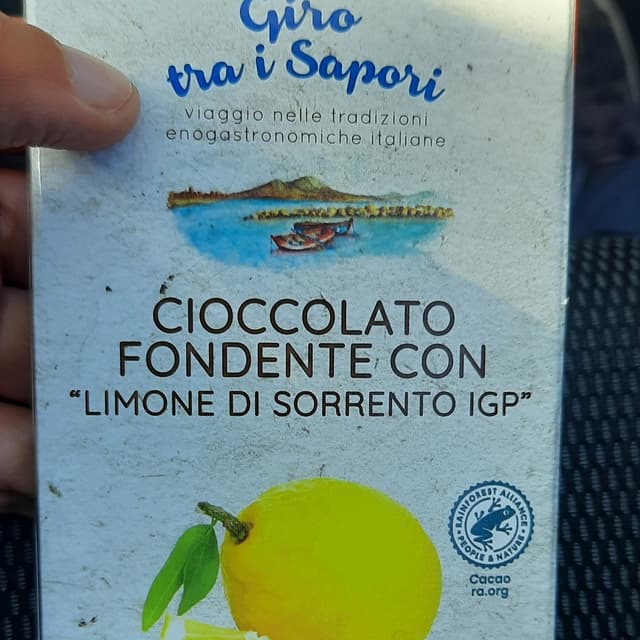 Giro
tra i Sapori
viaggio nelle tradizioni
enogastronomiche italiane
CIOCCOLATO
FONDENTE CON
“LIMONE DI SORRENTO IGP”
RAINFOREST ALLIANCE
PEOPLE & NATURE
Cacao
ra.org